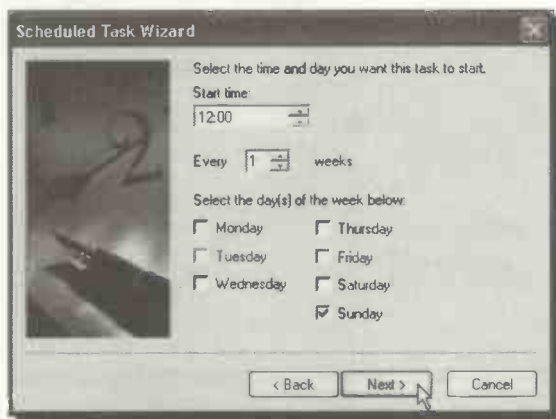 Scheduled Task Wizard
Select the time and day you want this task to start.
Start time:
12:00
Every 1 weeks
Select the day(s) of the week below:
Monday Thursday
Tuesday Friday
Wednesday Saturday
Sunday
< Back Next > Cancel